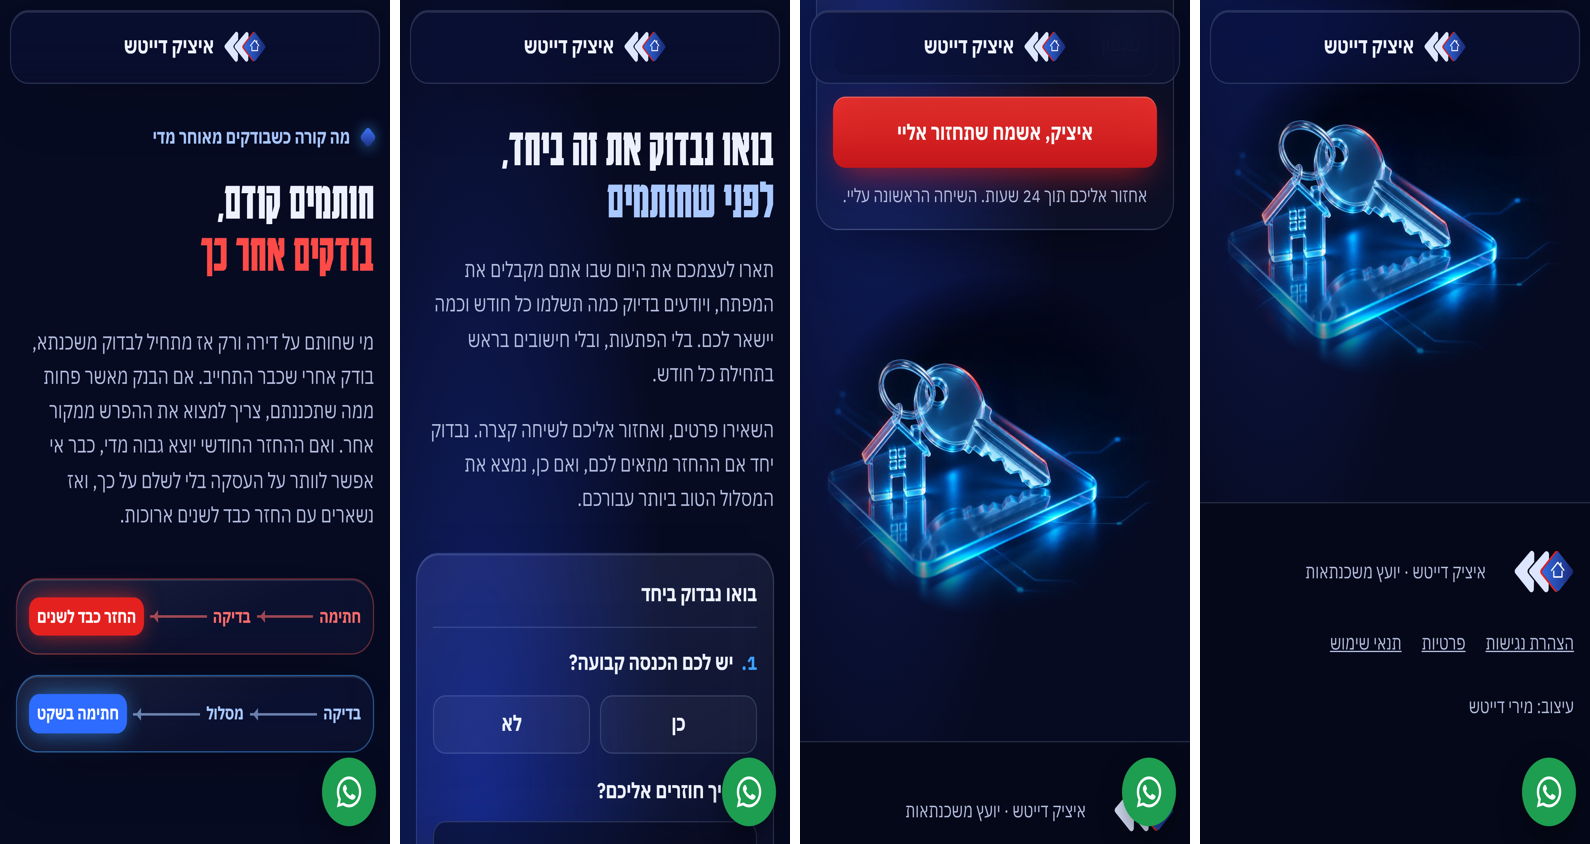 איציק דייטש
מה קורה כשבודקים מאוחר מדי
חותמים קודם,
בודקים אחר כך
מי שחותם על דירה ורק אז מתחיל לבדוק משכנתא,
בודק אחרי שכבר התחייב. אם הבנק מאשר פחות
ממה שתכננתם, צריך למצוא את ההפרש ממקור
אחר. ואם ההחזר החודשי יוצא גבוה מדי, כבר אי
אפשר לוותר על העסקה בלי לשלם על כך, ואז
נשארים עם החזר כבד לשנים ארוכות.
חתימה בדיקה החזר כבד לשנים
בדיקה מסלול חתימה בשקט
איציק דייטש
בואו נבדוק את זה ביחד,
לפני שחותמים
תארו לעצמכם את היום שבו אתם מקבלים את
המפתח, ויודעים בדיוק כמה תשלמו כל חודש וכמה
יישאר לכם. בלי הפתעות, ובלי חישובים בראש
בתחילת כל חודש.
השאירו פרטים, ואחזור אליכם לשיחה קצרה. נבדוק
יחד אם ההחזר מתאים לכם, ואם כן, נמצא את
המסלול הטוב ביותר עבורכם.
בואו נבדוק ביחד
1. יש לכם הכנסה קבועה?
כן לא
יך חוזרים אליכם?
איציק דייטש
איציק, אשמח שתחזור אליי
אחזור אליכם תוך 24 שעות. השיחה הראשונה עליי.
איציק דייטש · יועץ משכנתאות
איציק דייטש
איציק דייטש · יועץ משכנתאות
הצהרת נגישות פרטיות תנאי שימוש
עיצוב: מירי דייטש